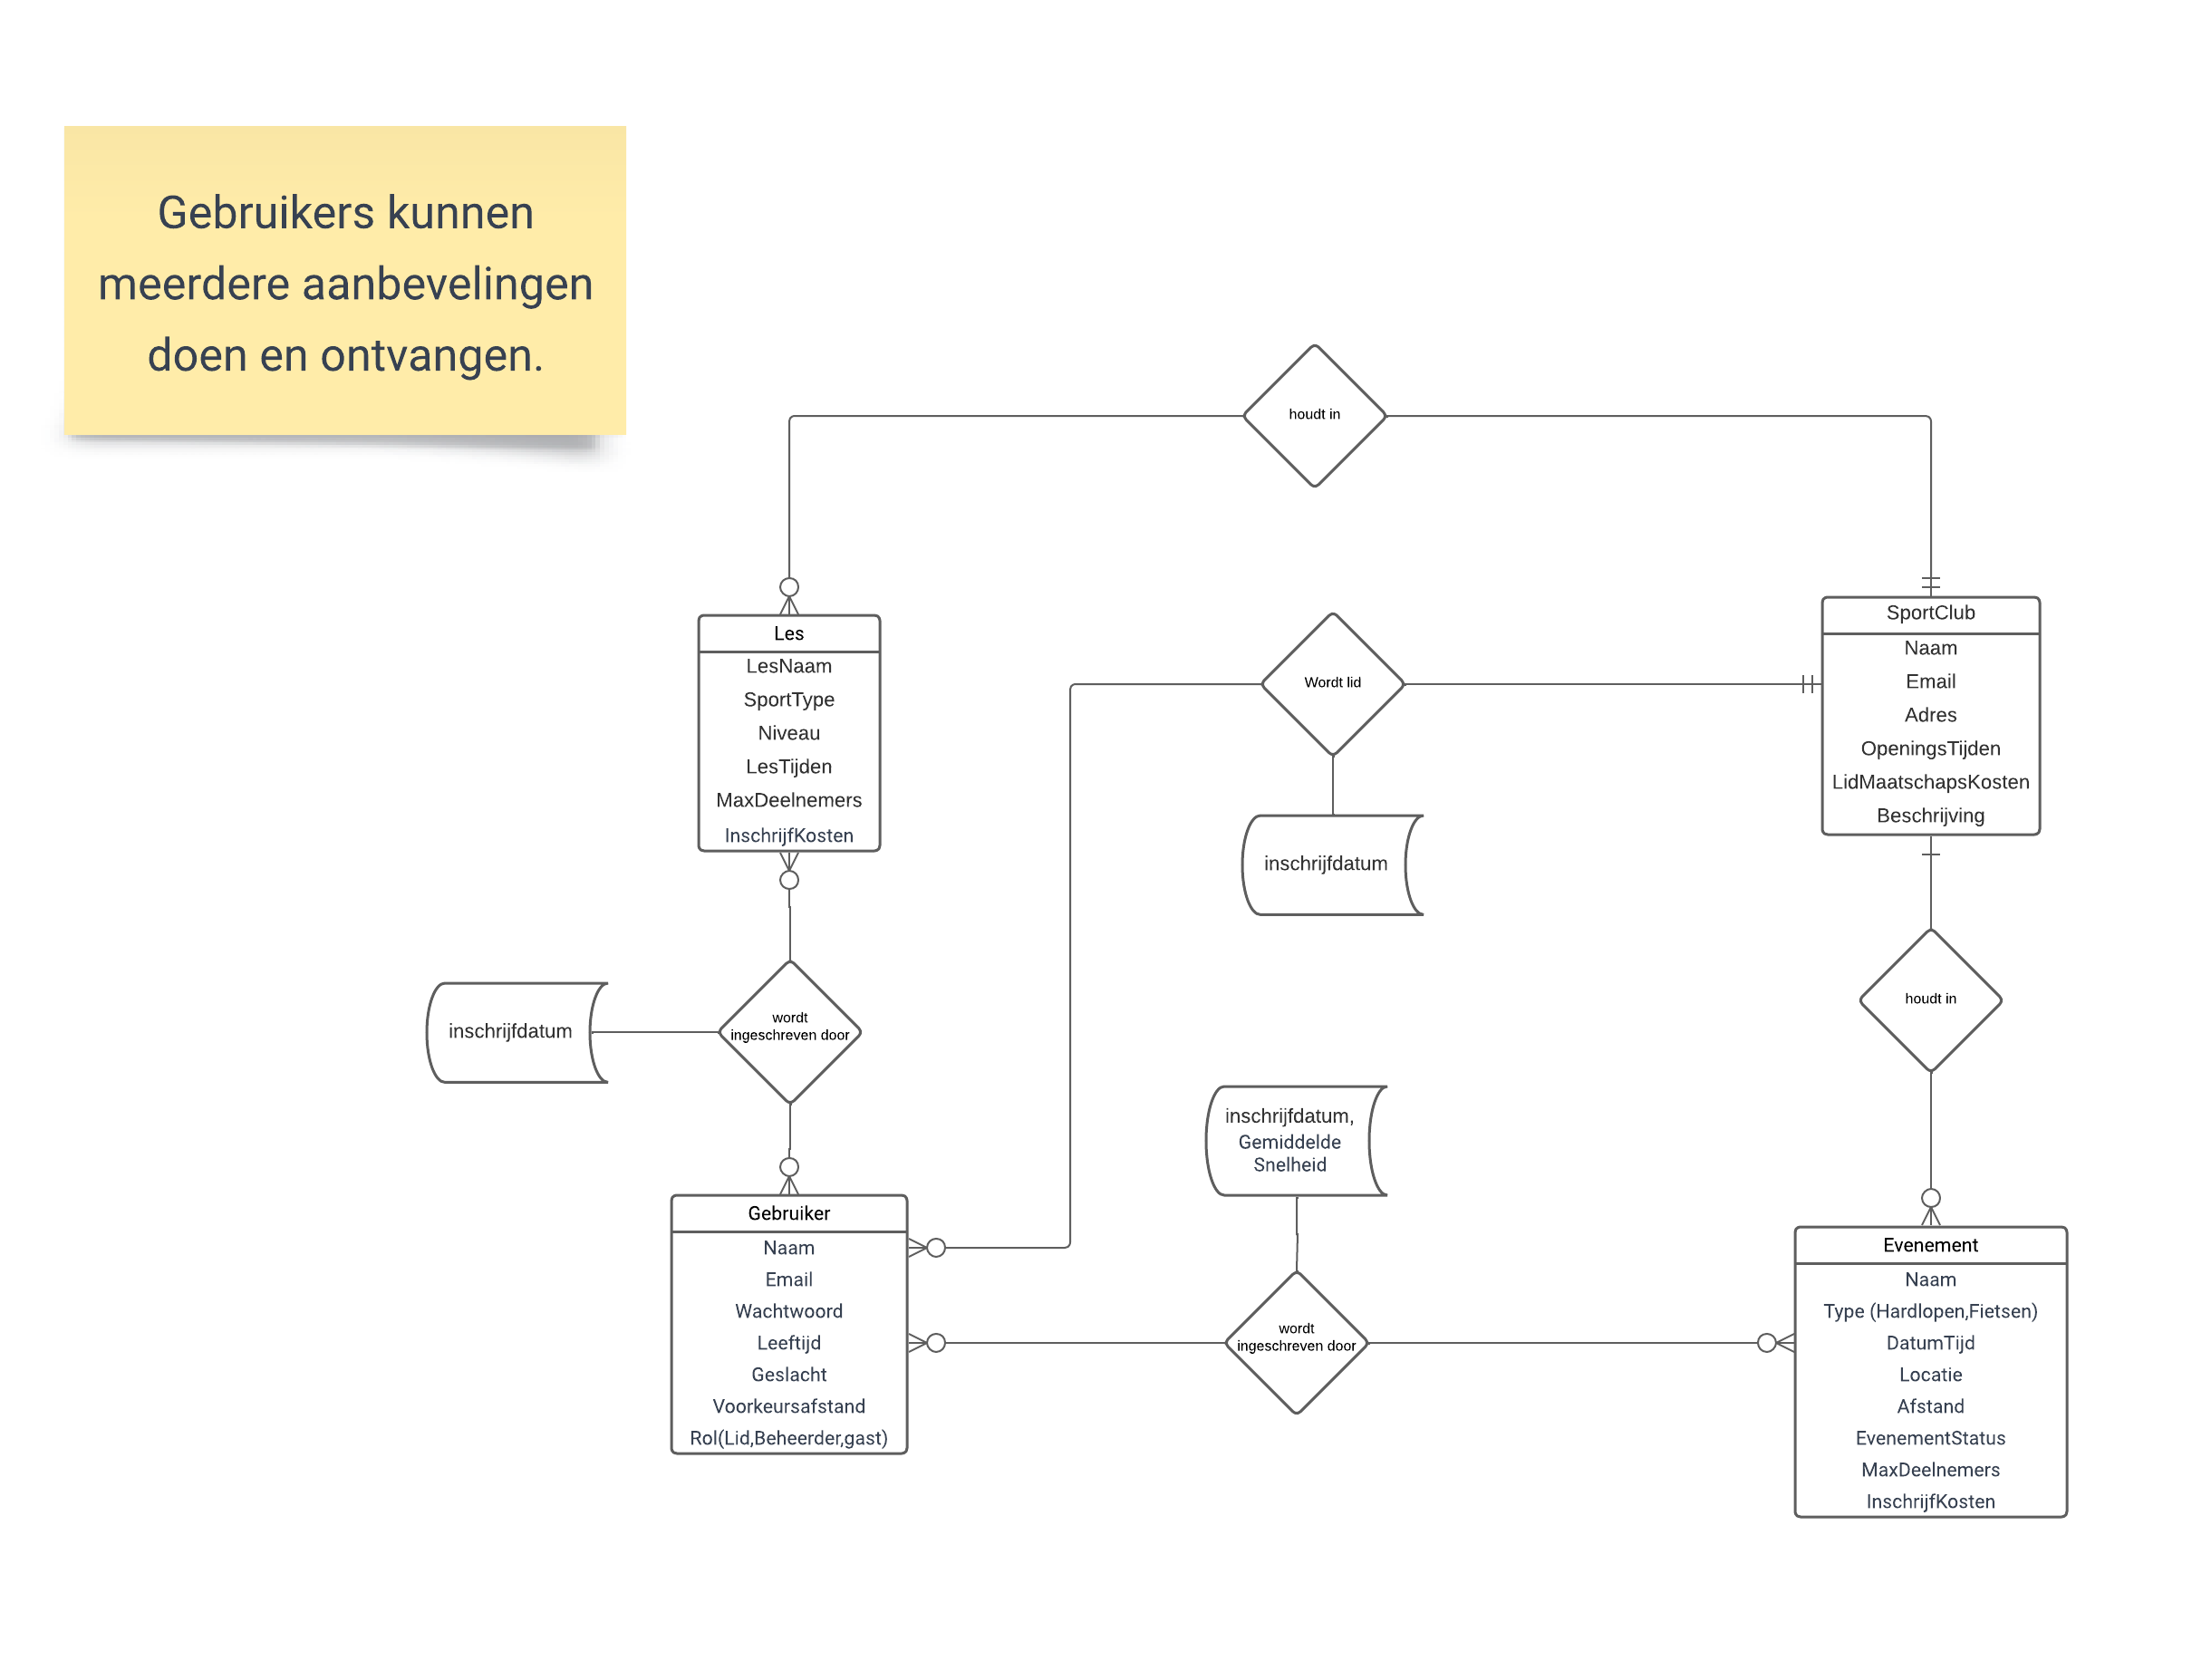 Gebruikers kunnen
meerdere aanbevelingen
doen en ontvangen.
houdt in
Les
LesNaam
SportType
Niveau
LesTijden
MaxDeelnemers
InschrijfKosten
Wordt lid
inschrijfdatum
SportClub
Naam
Email
Adres
OpeningsTijden
LidMaatschapsKosten
Beschrijving
inschrijfdatum
wordt
ingeschreven door
houdt in
inschrijfdatum,
Gemiddelde
Snelheid
Gebruiker
Naam
Email
Wachtwoord
Leeftijd
Geslacht
Voorkeursafstand
Rol(Lid,Beheerder,gast)
wordt
ingeschreven door
Evenement
Naam
Type (Hardlopen,Fietsen)
DatumTijd
Locatie
Afstand
EvenementStatus
MaxDeelnemers
InschrijfKosten